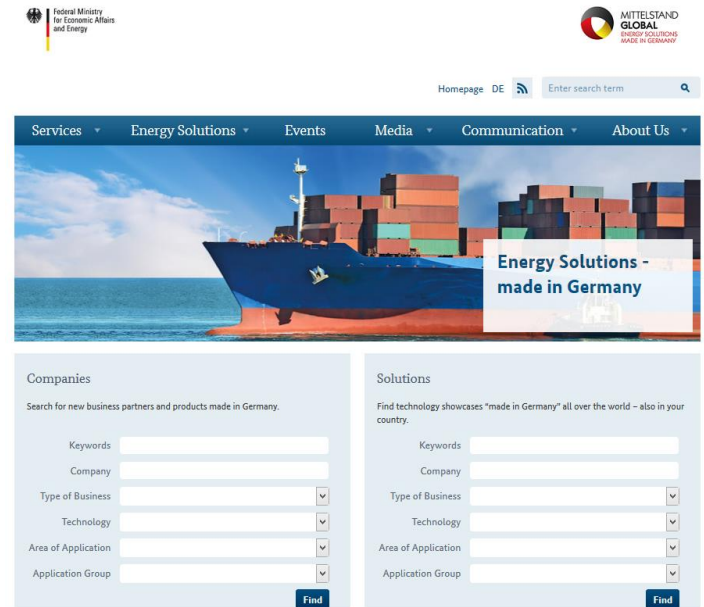 Federal Ministry
for Economic Affairs
and Energy
MITTELSTAND
GLOBAL
ENERGY SOLUTIONS
MADE IN GERMANY
Homepage DE Enter search term
Services Energy Solutions Events Media Communication About Us
Energy Solutions -
made in Germany
Companies
Search for new business partners and products made in Germany.
Keywords
Company
Type of Business
Technology
Area of Application
Application Group
Find
Solutions
Find technology showcases "made in Germany" all over the world – also in your
country.
Keywords
Company
Type of Business
Technology
Area of Application
Application Group
Find